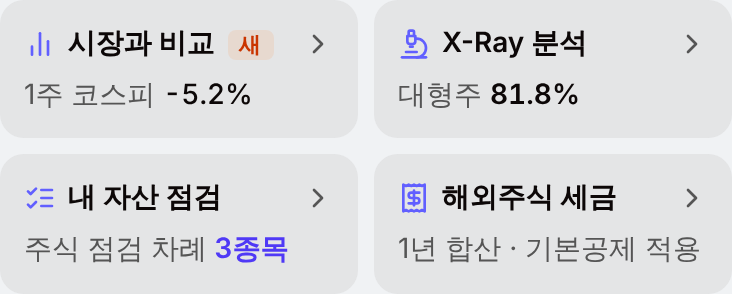 시장과 비교 새
1주 코스피 -5.2%
X-Ray 분석
대형주 81.8%
내 자산 점검
주식 점검 차례 3종목
해외주식 세금
1년 합산 · 기본공제 적용